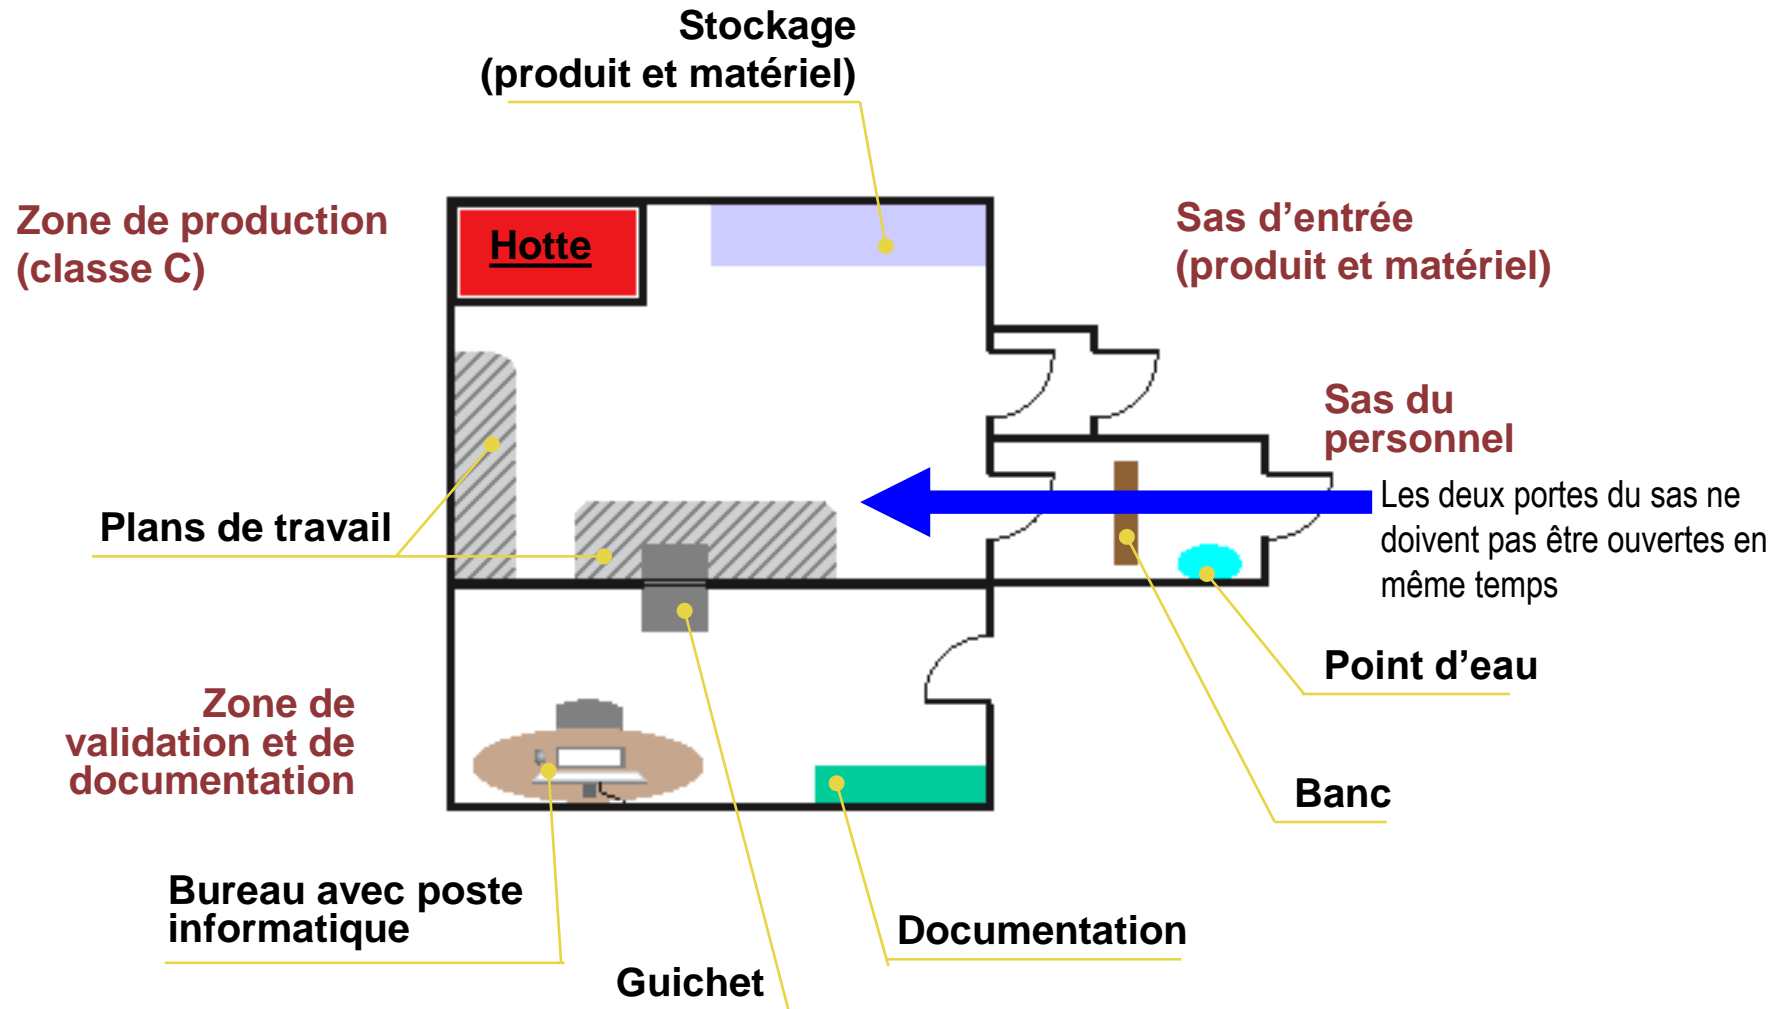 Stockage
(produit et matériel)
Zone de production
(classe C)
Hotte
Sas d’entrée
(produit et matériel)
Sas du
personnel
Les deux portes du sas ne
doivent pas être ouvertes en
même temps
Plans de travail
Point d’eau
Zone de
validation et de
documentation
Banc
Bureau avec poste
informatique
Documentation
Guichet